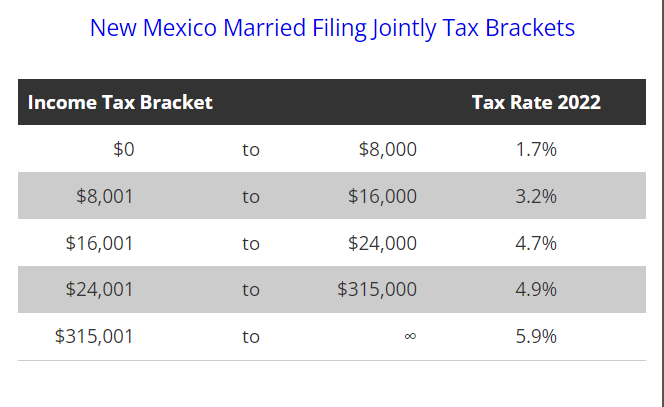 New Mexico Married Filing Jointly Tax Brackets
Income Tax Bracket Tax Rate 2022
$0 to $8,000 1.7%
$8,001 to $16,000 3.2%
$16,001 to $24,000 4.7%
$24,001 to $315,000 4.9%
$315,001 to ∞ 5.9%